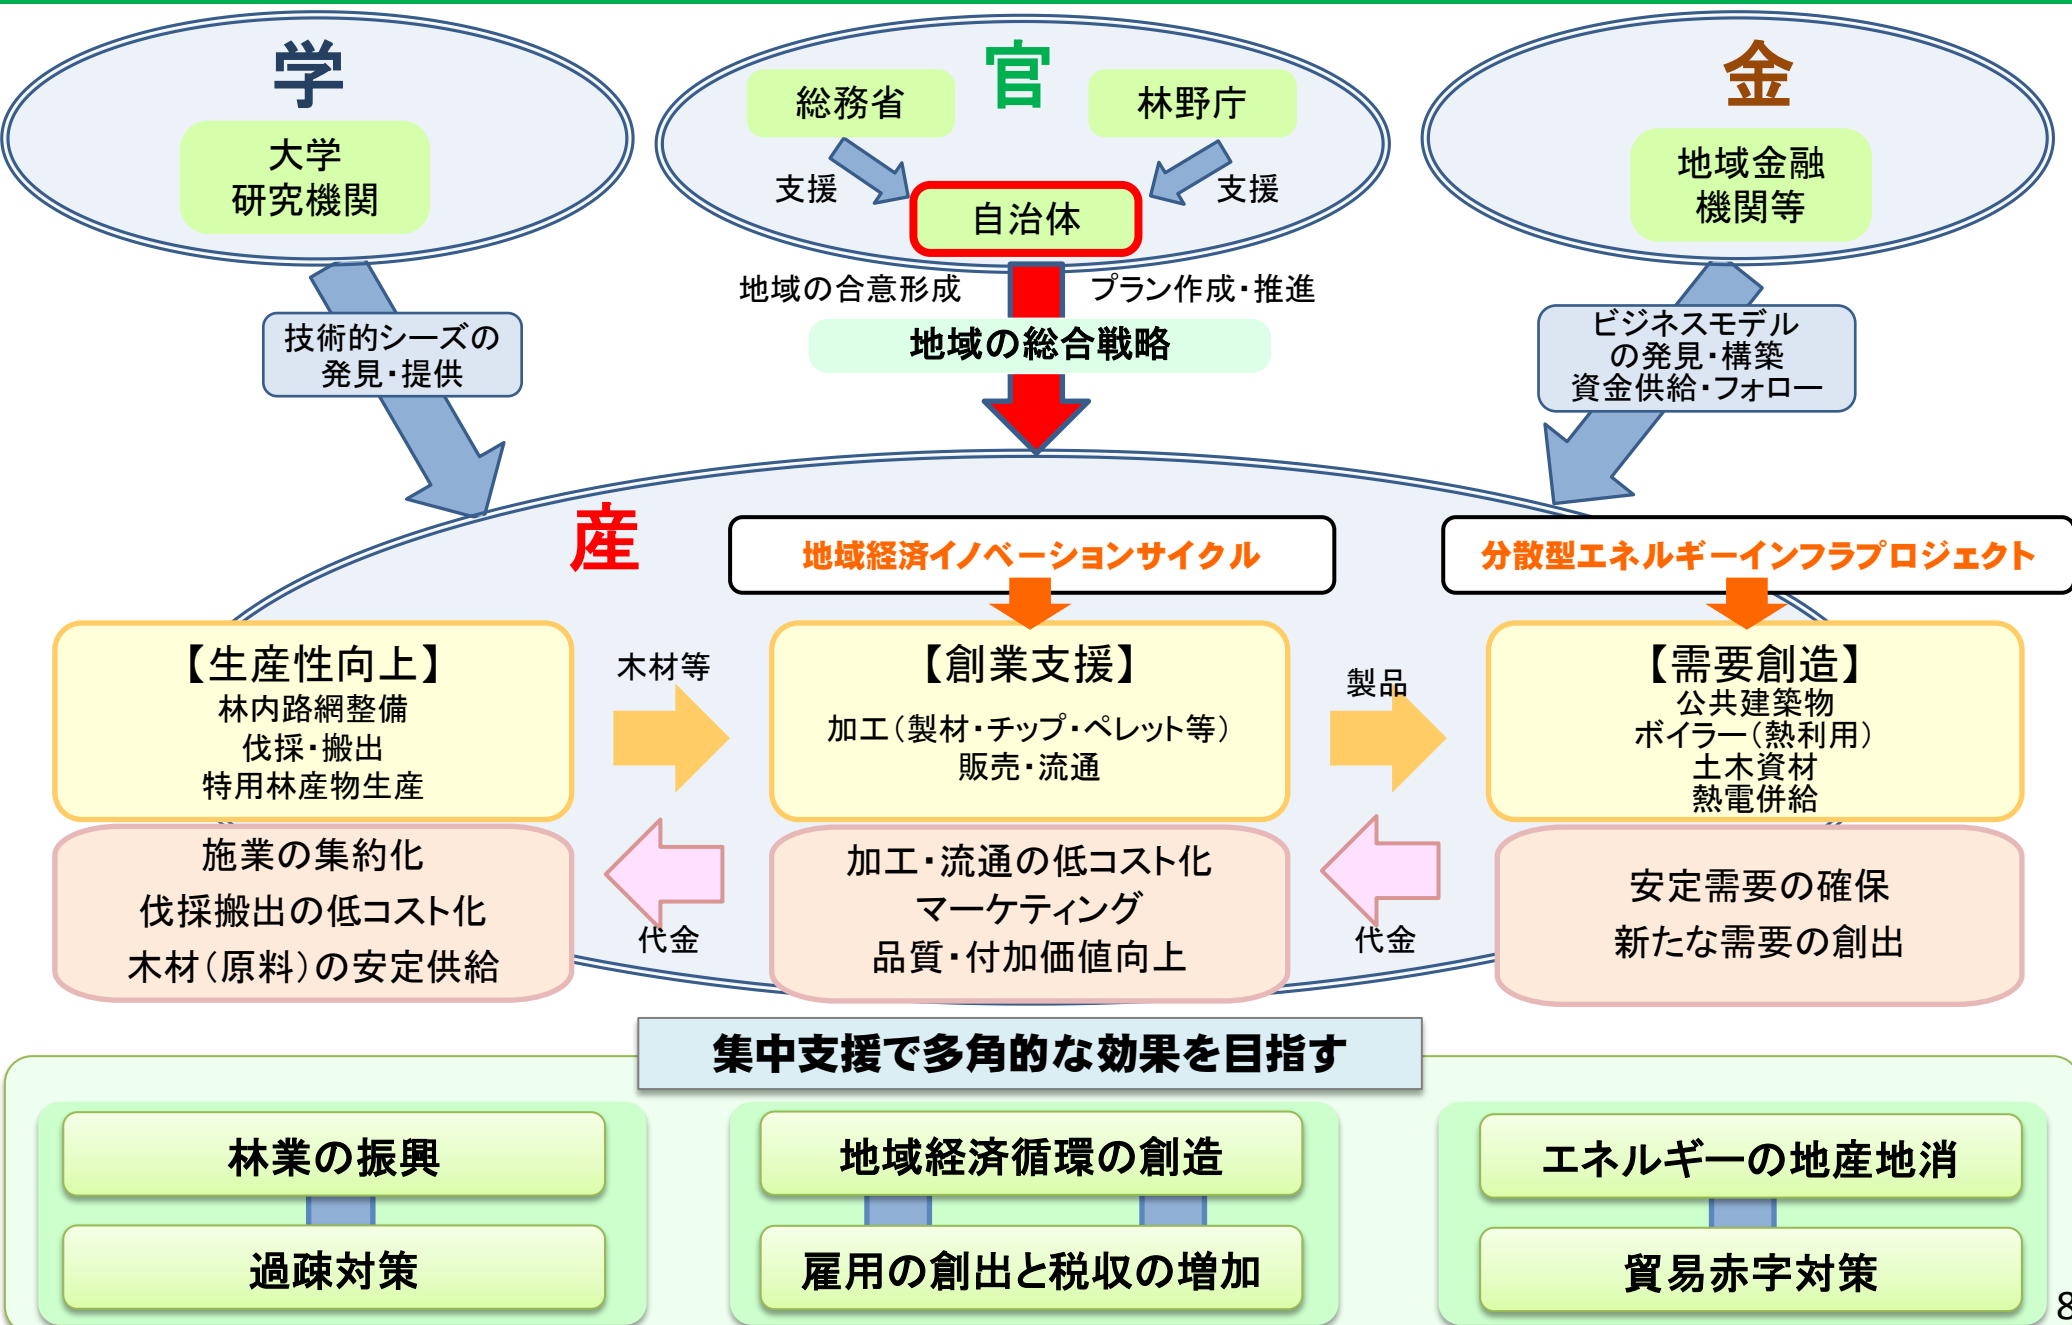 学
大学
研究機関
官
総務省
林野庁
支援
支援
自治体
金
地域金融
機関等
地域の合意形成
プラン作成・推進
地域の総合戦略
技術的シーズの
発見・提供
ビジネスモデル
の発見・構築
資金供給・フォロー
産
地域経済イノベーションサイクル
分散型エネルギーインフラプロジェクト
【生産性向上】
林内路網整備
伐採・搬出
特用林産物生産
木材等
【創業支援】
加工（製材・チップ・ペレット等）
販売・流通
製品
【需要創造】
公共建築物
ボイラー（熱利用）
土木資材
熱電併給
施業の集約化
伐採搬出の低コスト化
木材（原料）の安定供給
代金
加工・流通の低コスト化
マーケティング
品質・付加価値向上
代金
安定需要の確保
新たな需要の創出
集中支援で多角的な効果を目指す
林業の振興
過疎対策
地域経済循環の創造
雇用の創出と税収の増加
エネルギーの地産地消
貿易赤字対策
8